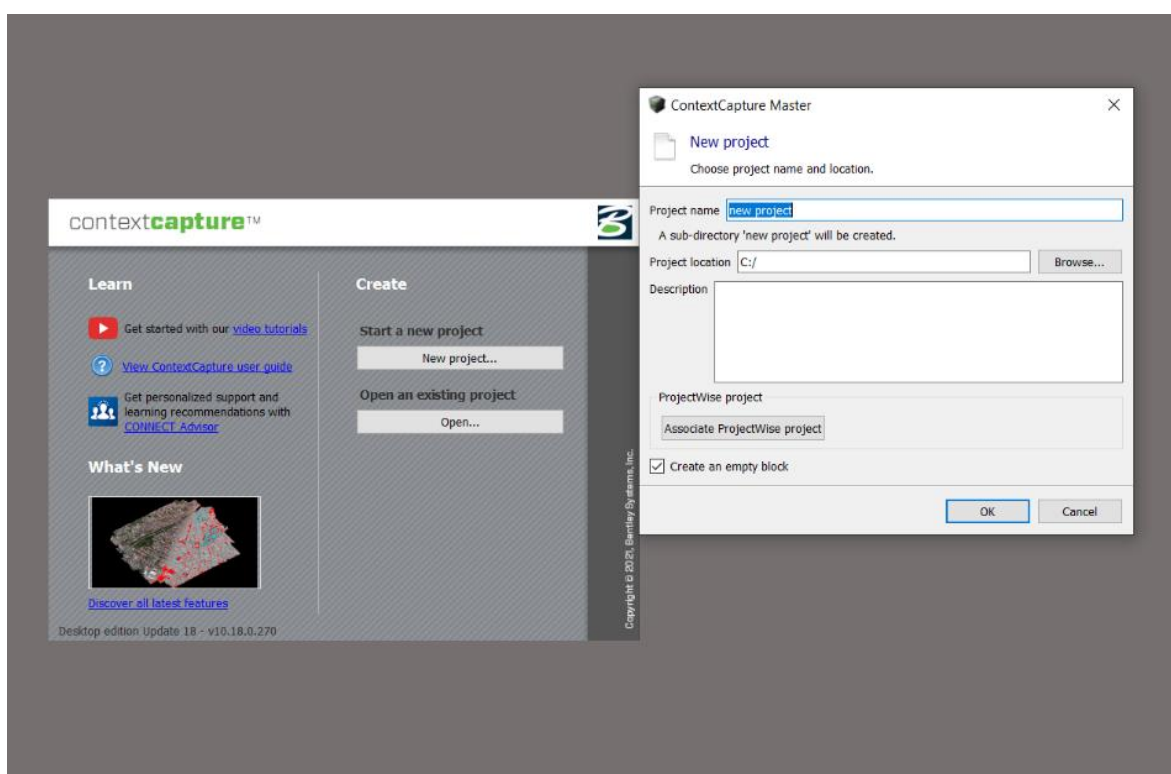 contextcapture™
Learn
Get started with our video tutorials
View ContextCapture user guide
Get personalized support and
learning recommendations with
CONNECT Advisor
What's New
Discover all latest features
Desktop edition Update 18 - v10.18.0.270
Create
Start a new project
New project...
Open an existing project
Open...
Copyright © 2021, Bentley Systems, Inc.
ContextCapture Master
New project
Choose project name and location.
Project name new project
A sub-directory 'new project' will be created.
Project location C:/ Browse...
Description
ProjectWise project
Associate ProjectWise project
Create an empty block
OK Cancel